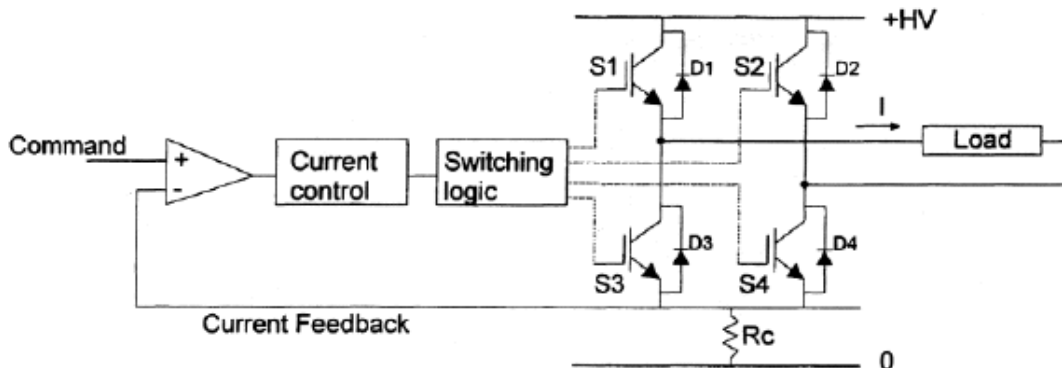 +HV
S1
D1
S2
D2
I
Command
+
-
Current
control
Switching
logic
Load
S3
D3
S4
D4
Current Feedback
Rc
0